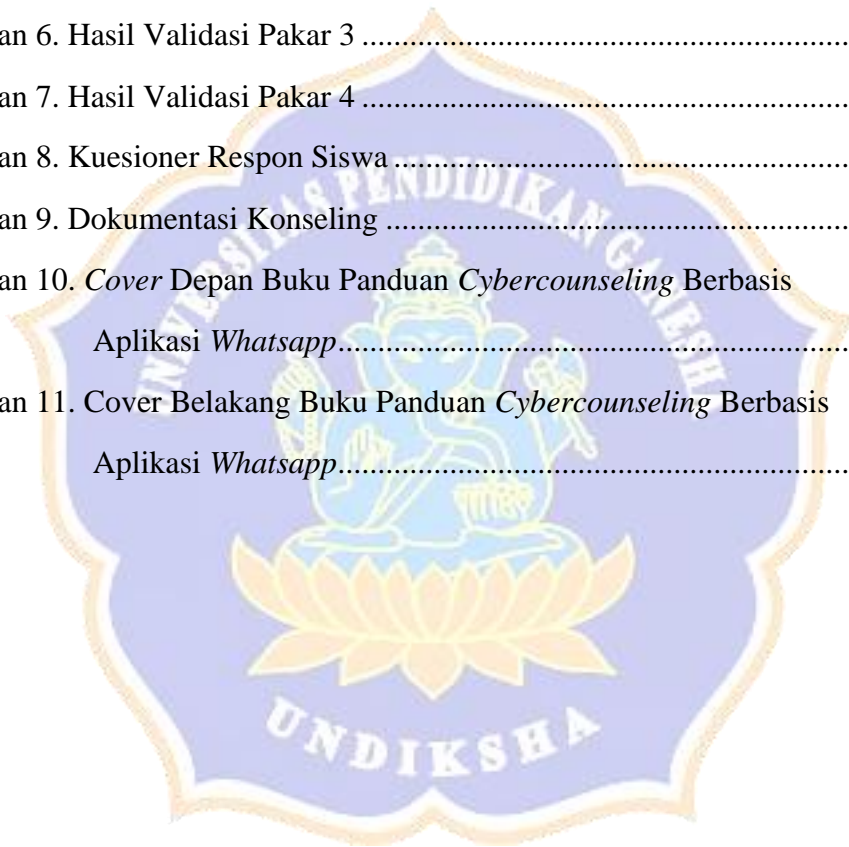 an 6. Hasil Validasi Pakar 3 ........................................................................
an 7. Hasil Validasi Pakar 4 ........................................................................
an 8. Kuesioner Respon Siswa ....................................................................
an 9. Dokumentasi Konseling .....................................................................
an 10. Cover Depan Buku Panduan Cybercounseling Berbasis
Aplikasi Whatsapp............................................................................
an 11. Cover Belakang Buku Panduan Cybercounseling Berbasis
Aplikasi Whatsapp............................................................................
UNIVERSITAS PENDIDIKAN GANESH
UNDIKSHA